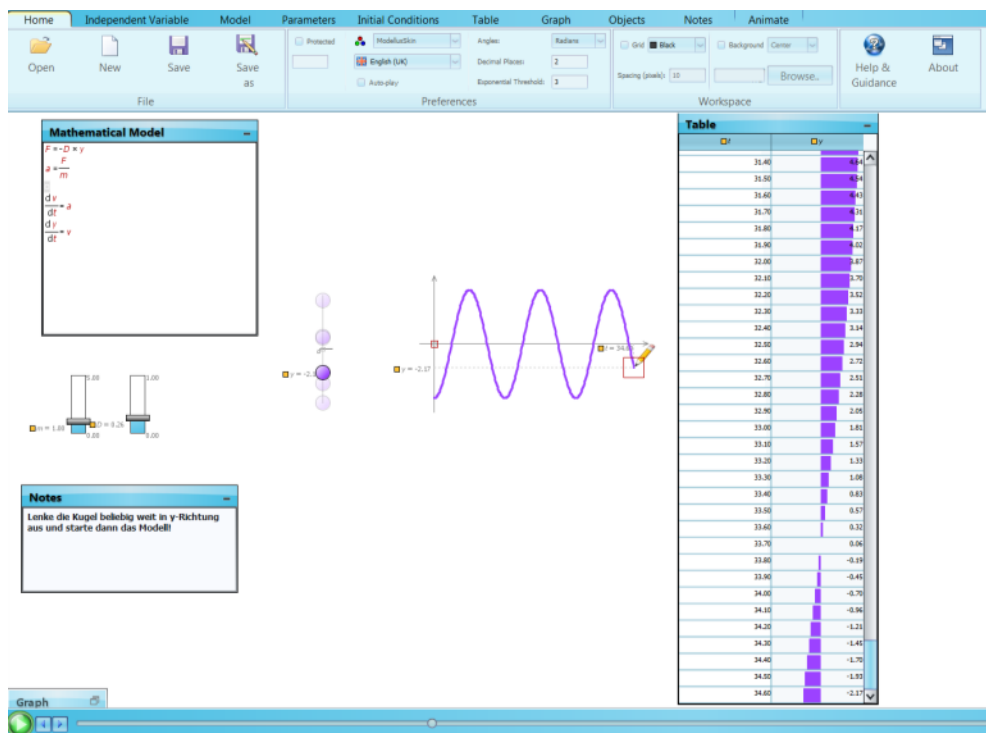 Home Independent Variable Model Parameters Initial Conditions Table Graph Objects Notes Animate
Open
New
Save
Save as
File
Protected
ModellusSkin
English (UK)
Auto-play
Angles: Radians
Decimal Places: 2
Exponential Threshold: 3
Preferences
Grid Black
Background Center
Spacing (pixels): 10
Browse..
Workspace
Help & Guidance
About
Mathematical Model
F = -D × y
a = F / m
dv / dt = a
dy / dt = v
5.00
1.00
m = 1.00
D = 0.26
0.00
0.00
Notes
Lenke die Kugel beliebig weit in y-Richtung
aus und starte dann das Modell!
y = -2.17
Table
t y
31.40
31.50
31.60
31.70
31.80
31.90
32.00 3.87
32.10 3.70
32.20 3.52
32.30 3.33
32.40 3.14
32.50 2.94
32.60 2.72
32.70 2.51
32.80 2.28
32.90 2.05
33.00 1.81
33.10 1.57
33.20 1.33
33.30 1.08
33.40 0.83
33.50 0.57
33.60 0.32
33.70 0.06
33.80 -0.19
33.90 -0.45
34.00 -0.70
34.10 -0.96
34.20 -1.21
34.30 -1.45
34.40 -1.70
34.50 -1.93
34.60 -2.17
Graph